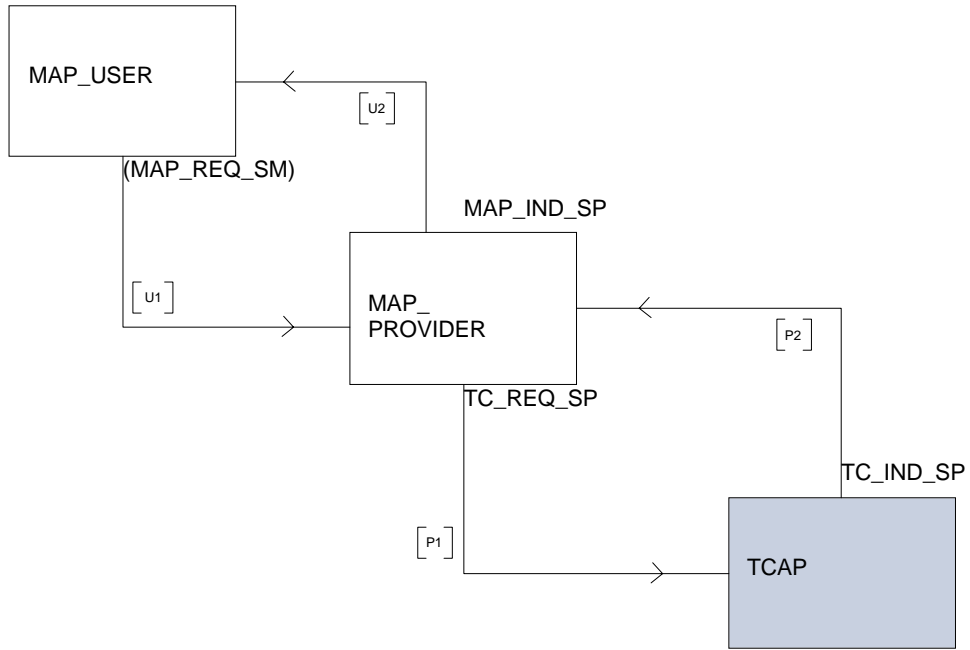 MAP_USER
[U2]
(MAP_REQ_SM)
MAP_IND_SP
[U1]
MAP_
PROVIDER
[P2]
TC_REQ_SP
TC_IND_SP
[P1]
TCAP